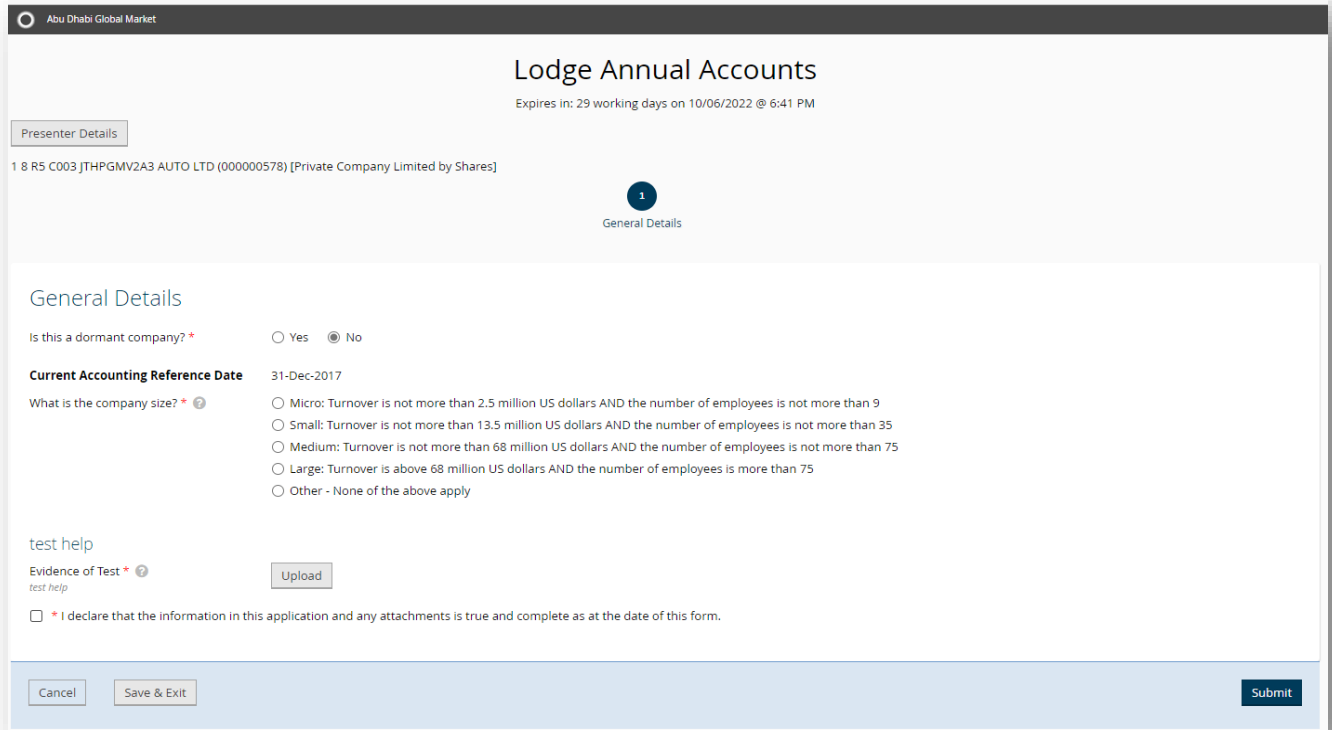 Abu Dhabi Global Market
Lodge Annual Accounts
Expires in: 29 working days on 10/06/2022 @ 6:41 PM
Presenter Details
1 8 R5 C003 JTHPGMV2A3 AUTO LTD (000000578) [Private Company Limited by Shares]
1
General Details
General Details
Is this a dormant company? * Yes No
Current Accounting Reference Date 31-Dec-2017
What is the company size? * ? Micro: Turnover is not more than 2.5 million US dollars AND the number of employees is not more than 9
Small: Turnover is not more than 13.5 million US dollars AND the number of employees is not more than 35
Medium: Turnover is not more than 68 million US dollars AND the number of employees is not more than 75
Large: Turnover is above 68 million US dollars AND the number of employees is more than 75
Other - None of the above apply
test help
Evidence of Test * ? Upload
test help
* I declare that the information in this application and any attachments is true and complete as at the date of this form.
Cancel Save & Exit Submit